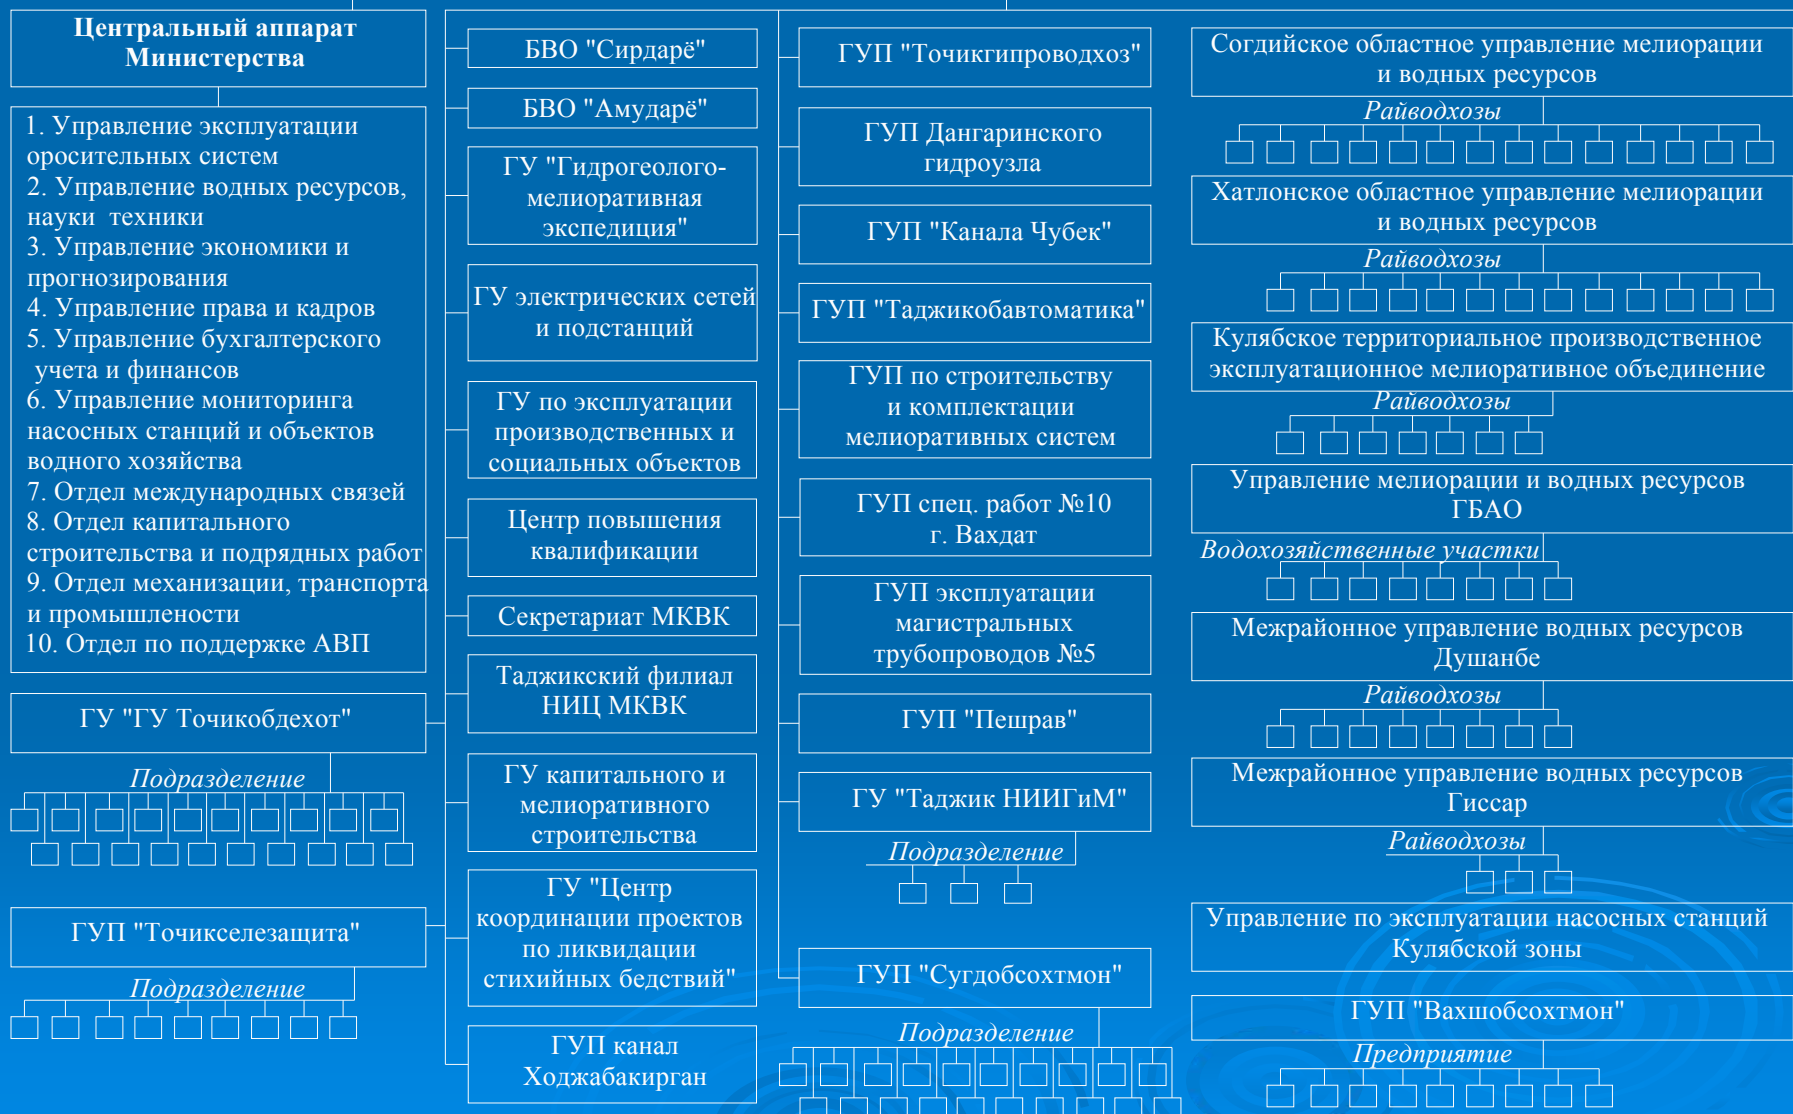 Центральный аппарат
Министерства
1. Управление эксплуатации
оросительных систем
2. Управление водных ресурсов,
науки техники
3. Управление экономики и
прогнозирования
4. Управление права и кадров
5. Управление бухгалтерского
учета и финансов
6. Управление мониторинга
насосных станций и объектов
водного хозяйства
7. Отдел международных связей
8. Отдел капитального
строительства и подрядных работ
9. Отдел механизации, транспорта
и промышлености
10. Отдел по поддержке АВП
ГУ "ГУ Точикобдехот"
Подразделение
ГУП "Точикселезащита"
Подразделение
БВО "Сирдарё"
БВО "Амударё"
ГУ "Гидрогеолого-
мелиоративная
экспедиция"
ГУ электрических сетей
и подстанций
ГУ по эксплуатации
производственных и
социальных объектов
Центр повышения
квалификации
Секретариат МКВК
Таджикский филиал
НИЦ МКВК
ГУ капитального и
мелиоративного
строительства
ГУ "Центр
координации проектов
по ликвидации
стихийных бедствий"
ГУП канал
Ходжабакирган
ГУП "Точикгипроводхоз"
ГУП Дангаринского
гидроузла
ГУП "Канала Чубек"
ГУП "Таджикобавтоматика"
ГУП по строительству
и комплектации
мелиоративных систем
ГУП спец. работ №10
г. Вахдат
ГУП эксплуатации
магистральных
трубопроводов №5
ГУП "Пешрав"
ГУ "Таджик НИИГиМ"
Подразделение
ГУП "Сугдобсохтмон"
Подразделение
Согдийское областное управление мелиорации
и водных ресурсов
Райводхозы
Хатлонское областное управление мелиорации
и водных ресурсов
Райводхозы
Кулябское территориальное производственное
эксплуатационное мелиоративное объединение
Райводхозы
Управление мелиорации и водных ресурсов
ГБАО
Водохозяйственные участки
Межрайонное управление водных ресурсов
Душанбе
Райводхозы
Межрайонное управление водных ресурсов
Гиссар
Райводхозы
Управление по эксплуатации насосных станций
Кулябской зоны
ГУП "Вахшобсохтмон"
Предприятие